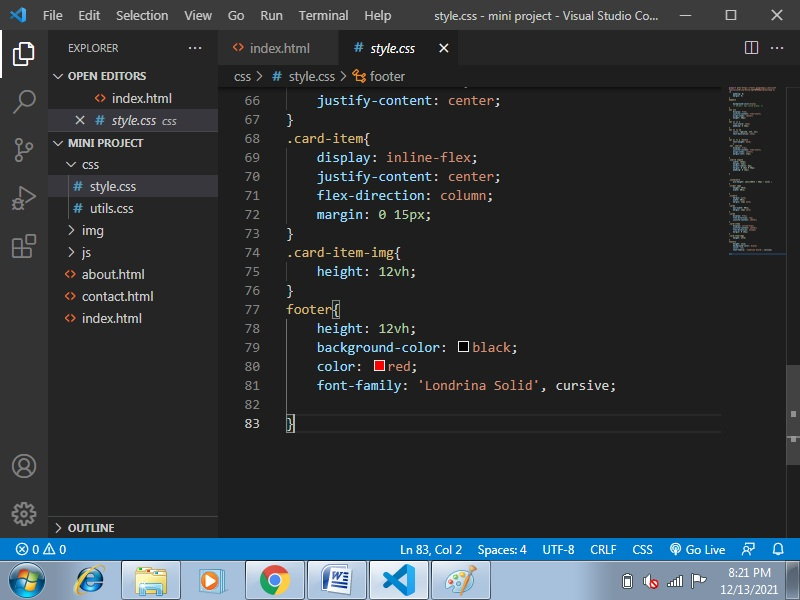 File Edit Selection View Go Run Terminal Help style.css - mini project - Visual Studio Co...
EXPLORER
OPEN EDITORS
index.html
style.css css
MINI PROJECT
css
style.css
utils.css
img
js
about.html
contact.html
index.html
OUTLINE
index.html style.css
css > style.css > footer
66 justify-content: center;
67 }
68 .card-item{
69 display: inline-flex;
70 justify-content: center;
71 flex-direction: column;
72 margin: 0 15px;
73 }
74 .card-item-img{
75 height: 12vh;
76 }
77 footer{
78 height: 12vh;
79 background-color: black;
80 color: red;
81 font-family: 'Londrina Solid', cursive;
82
83 }
0 0 Ln 83, Col 2 Spaces: 4 UTF-8 CRLF CSS Go Live
8:21 PM
12/13/2021